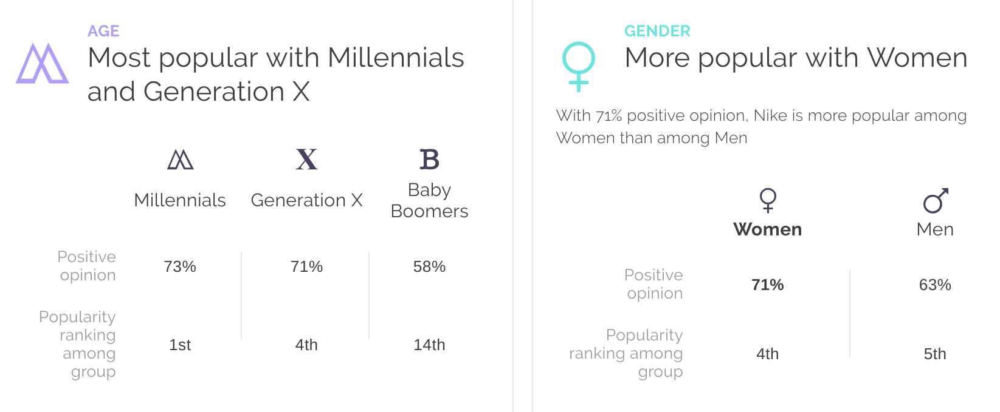 AGE
Most popular with Millennials
and Generation X
X
B
Millennials
Generation X
Baby
Boomers
Positive
opinion
73%
71%
58%
Popularity
ranking
among
group
1st
4th
14th
GENDER
More popular with Women
With 71% positive opinion, Nike is more popular among
Women than among Men
Women
Men
Positive
opinion
71%
63%
Popularity
ranking among
group
4th
5th